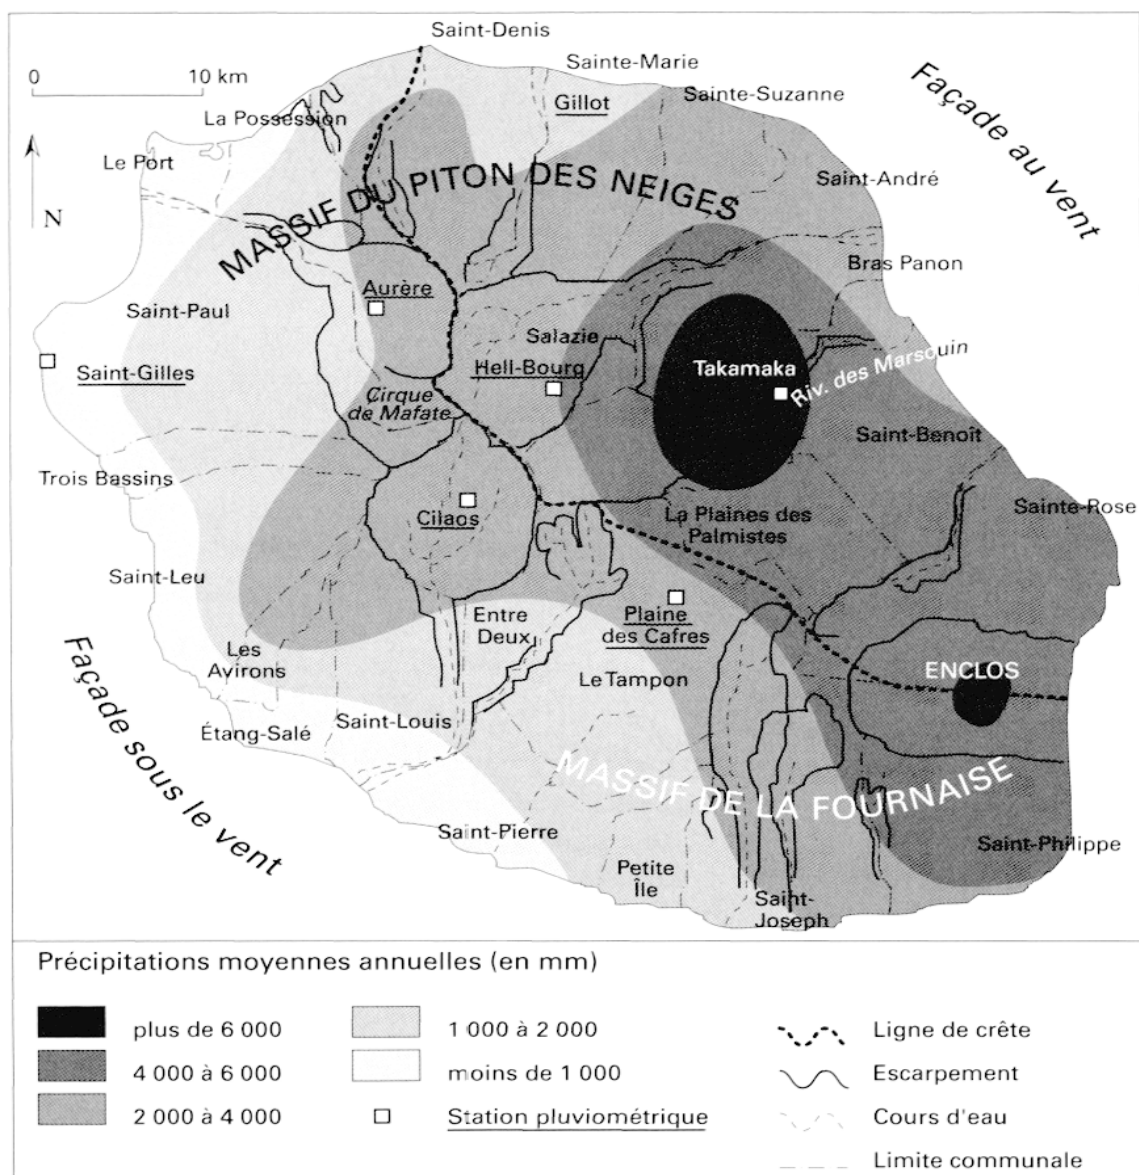 Saint-Denis
0
10 km
Sainte-Marie
Gillot
Sainte-Suzanne
Façade au vent
La Possession
Le Port
N
MASSIF DU PITON DES NEIGES
Saint-André
Bras Panon
Aurère
Saint-Paul
Salazie
Saint-Gilles
Hell-Bourg
Takamaka
Riv. des Marsouin
Cirque
de Mafate
Saint-Benoît
Trois Bassins
Cilaos
La Plaines des
Palmistes
Sainte-Rose
Saint-Leu
Entre
Deux
Plaine
des Cafres
Façade sous le vent
Les
Avirons
Le Tampon
ENCLOS
Étang-Salé
Saint-Louis
MASSIF DE LA FOURNAISE
Saint-Pierre
Petite
Île
Saint-Philippe
Saint-
Joseph
Précipitations moyennes annuelles (en mm)
plus de 6 000
4 000 à 6 000
2 000 à 4 000
1 000 à 2 000
moins de 1 000
Station pluviométrique
Ligne de crête
Escarpement
Cours d'eau
Limite communale